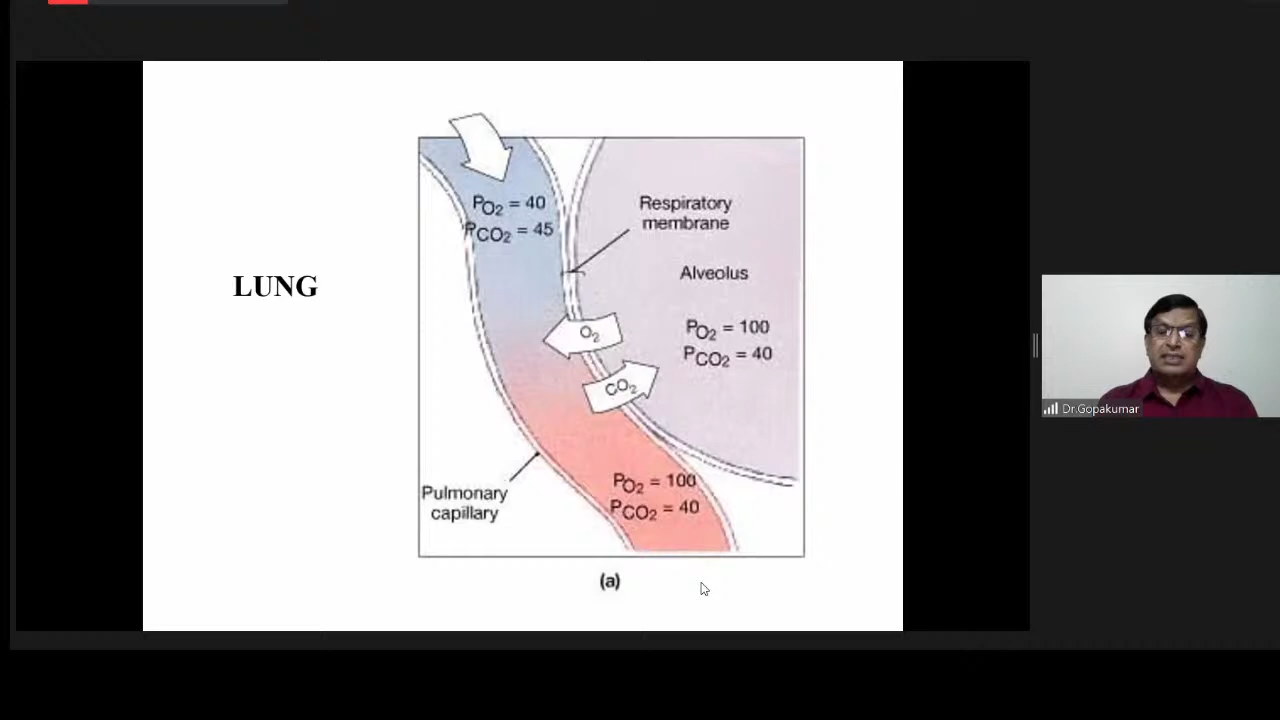 LUNG
PO2 = 40
PCO2 = 45
Respiratory
membrane
Alveolus
PO2 = 100
PCO2 = 40
O2
CO2
PO2 = 100
PCO2 = 40
Pulmonary
capillary
(a)
Dr.Gopakumar